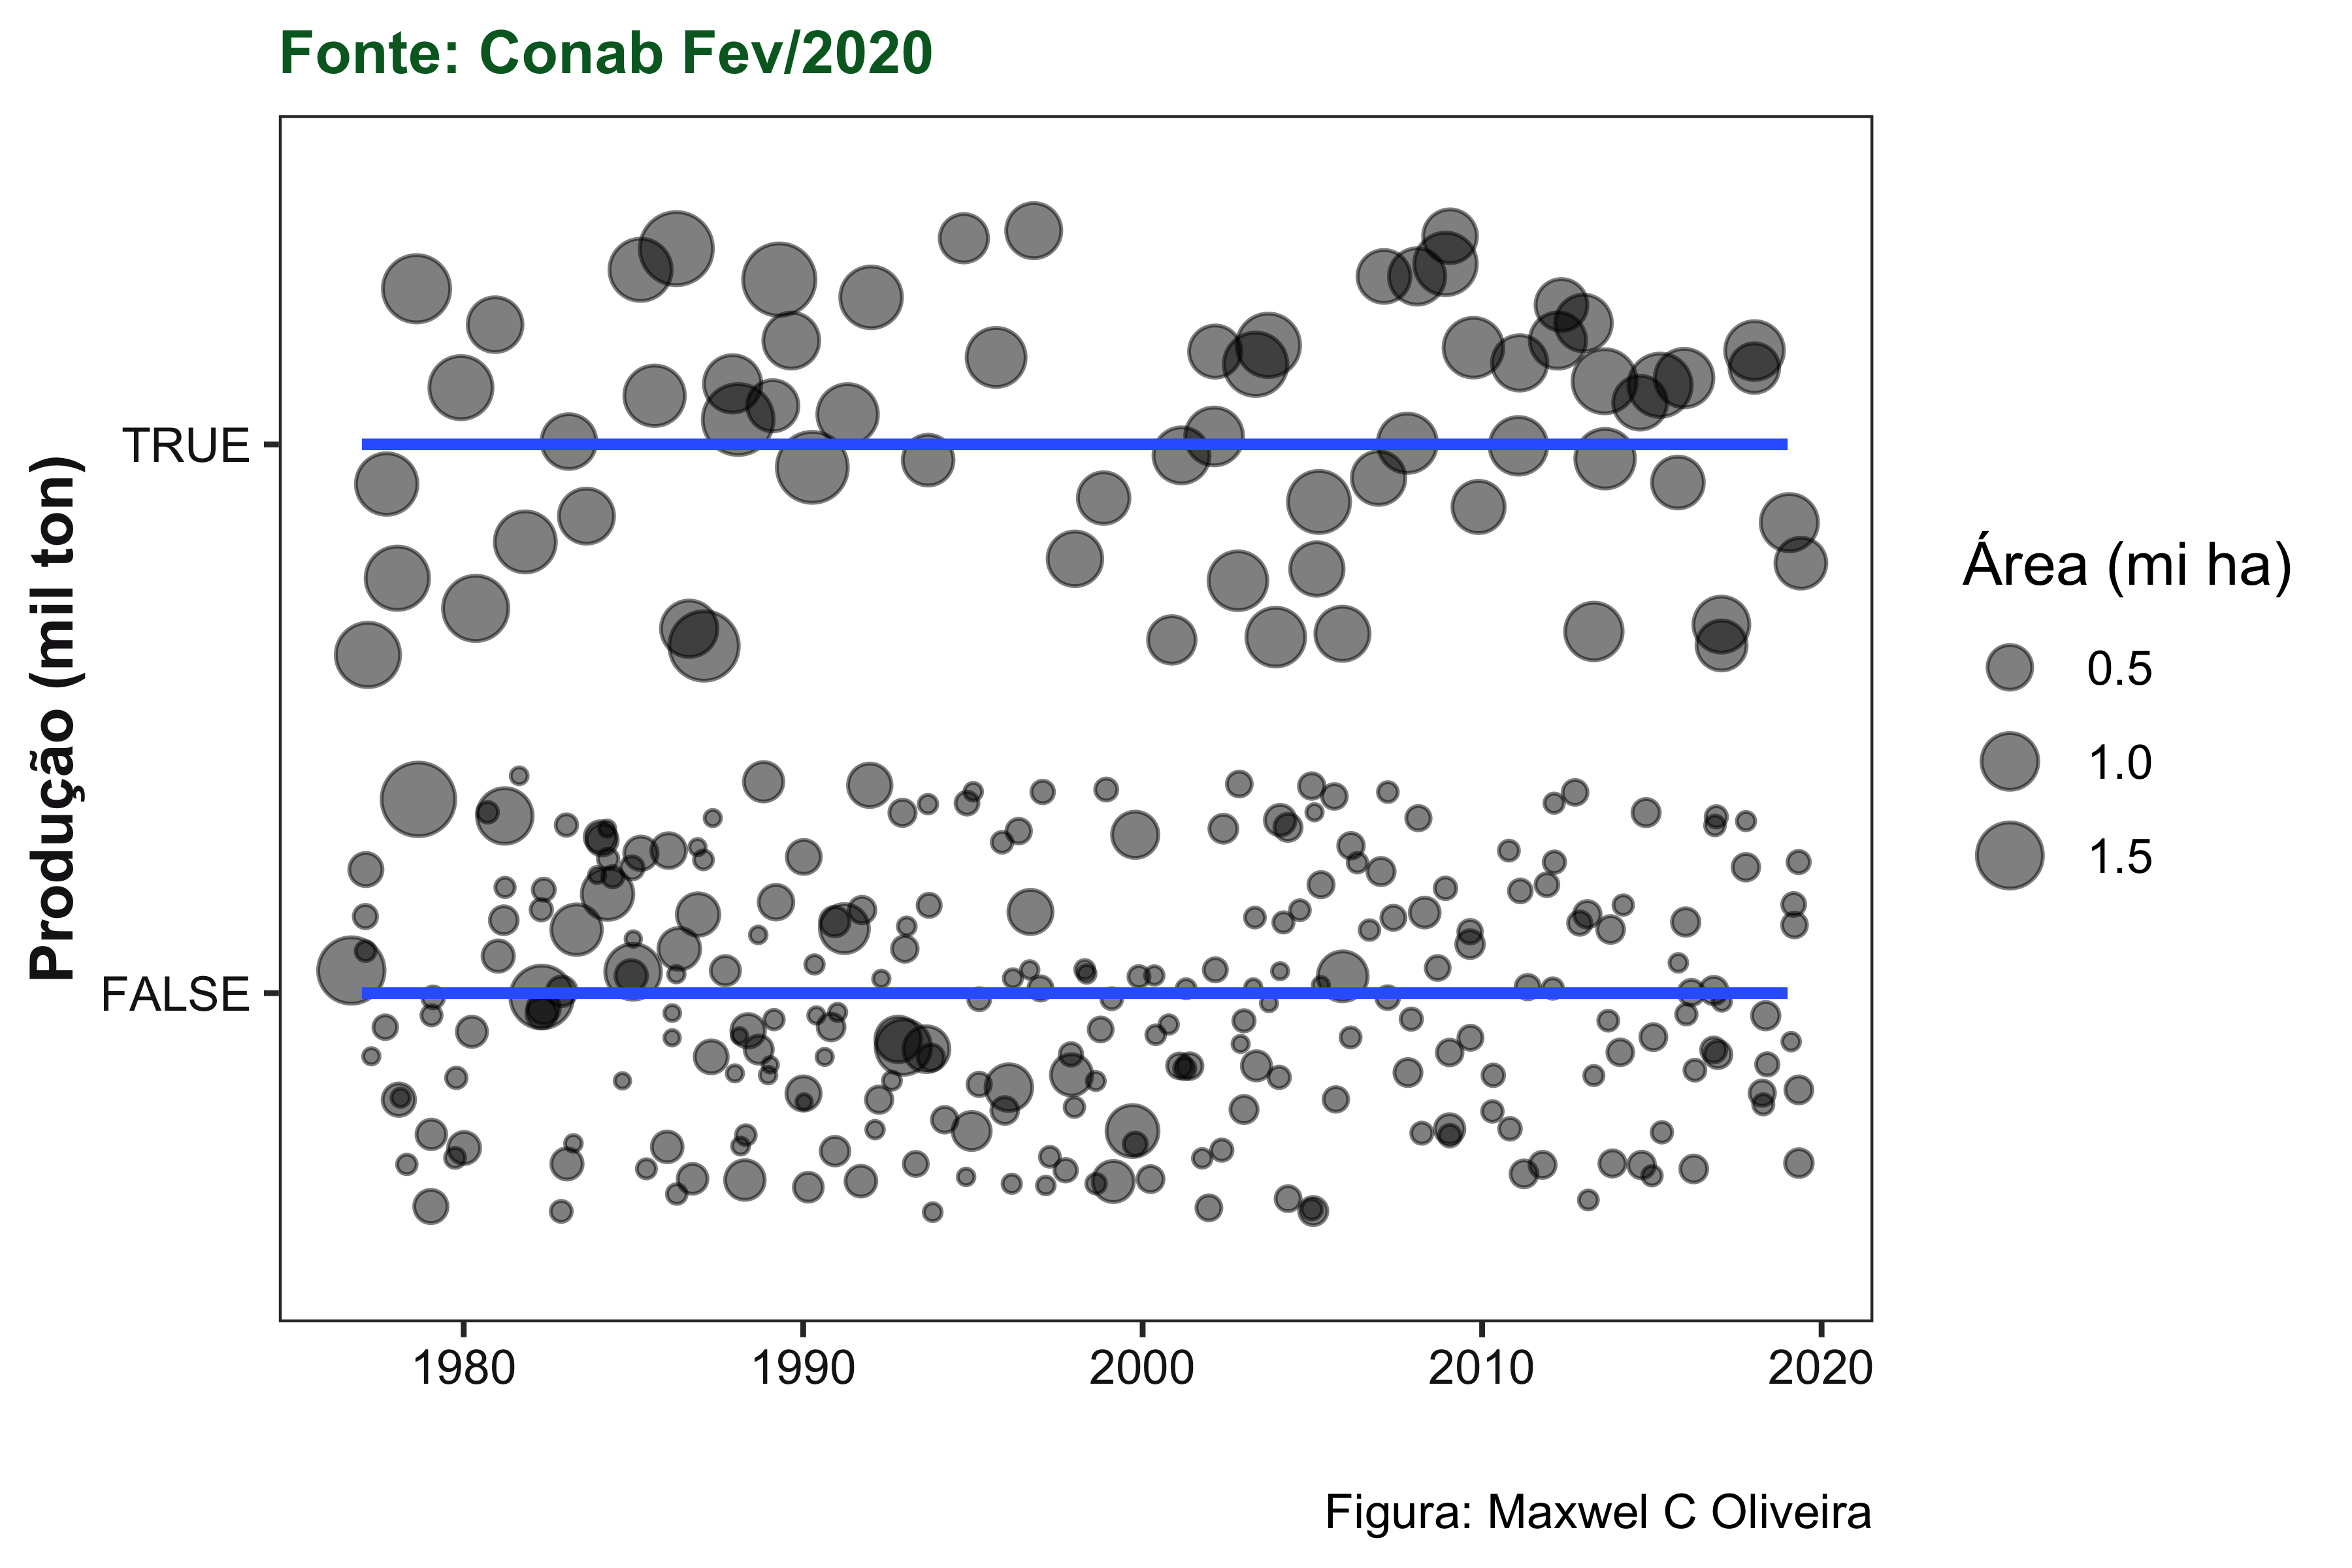 Fonte: Conab Fev/2020
Produção (mil ton)
TRUE
FALSE
1980 1990 2000 2010 2020
Área (mi ha)
0.5
1.0
1.5
Figura: Maxwel C Oliveira